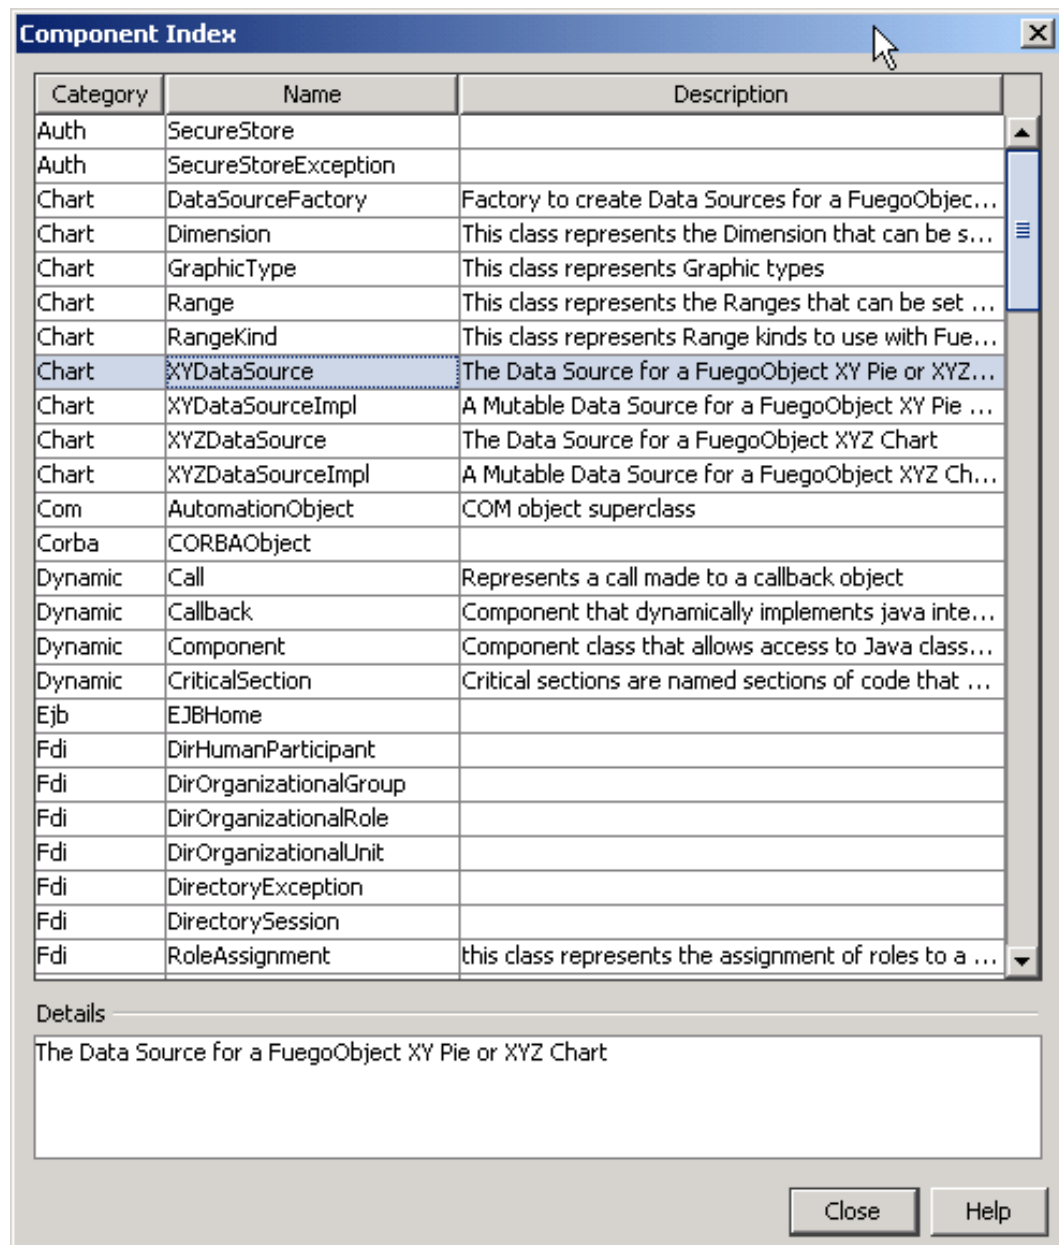 Component Index
Category Name Description
Auth SecureStore
Auth SecureStoreException
Chart DataSourceFactory Factory to create Data Sources for a FuegoObjec...
Chart Dimension This class represents the Dimension that can be s...
Chart GraphicType This class represents Graphic types
Chart Range This class represents the Ranges that can be set ...
Chart RangeKind This class represents Range kinds to use with Fue...
Chart XYDataSource The Data Source for a FuegoObject XY Pie or XYZ...
Chart XYDataSourceImpl A Mutable Data Source for a FuegoObject XY Pie ...
Chart XYZDataSource The Data Source for a FuegoObject XYZ Chart
Chart XYZDataSourceImpl A Mutable Data Source for a FuegoObject XYZ Ch...
Com AutomationObject COM object superclass
Corba CORBAObject
Dynamic Call Represents a call made to a callback object
Dynamic Callback Component that dynamically implements java inte...
Dynamic Component Component class that allows access to Java class...
Dynamic CriticalSection Critical sections are named sections of code that ...
Ejb EJBHome
Fdi DirHumanParticipant
Fdi DirOrganizationalGroup
Fdi DirOrganizationalRole
Fdi DirOrganizationalUnit
Fdi DirectoryException
Fdi DirectorySession
Fdi RoleAssignment this class represents the assignment of roles to a ...
Details
The Data Source for a FuegoObject XY Pie or XYZ Chart
Close Help